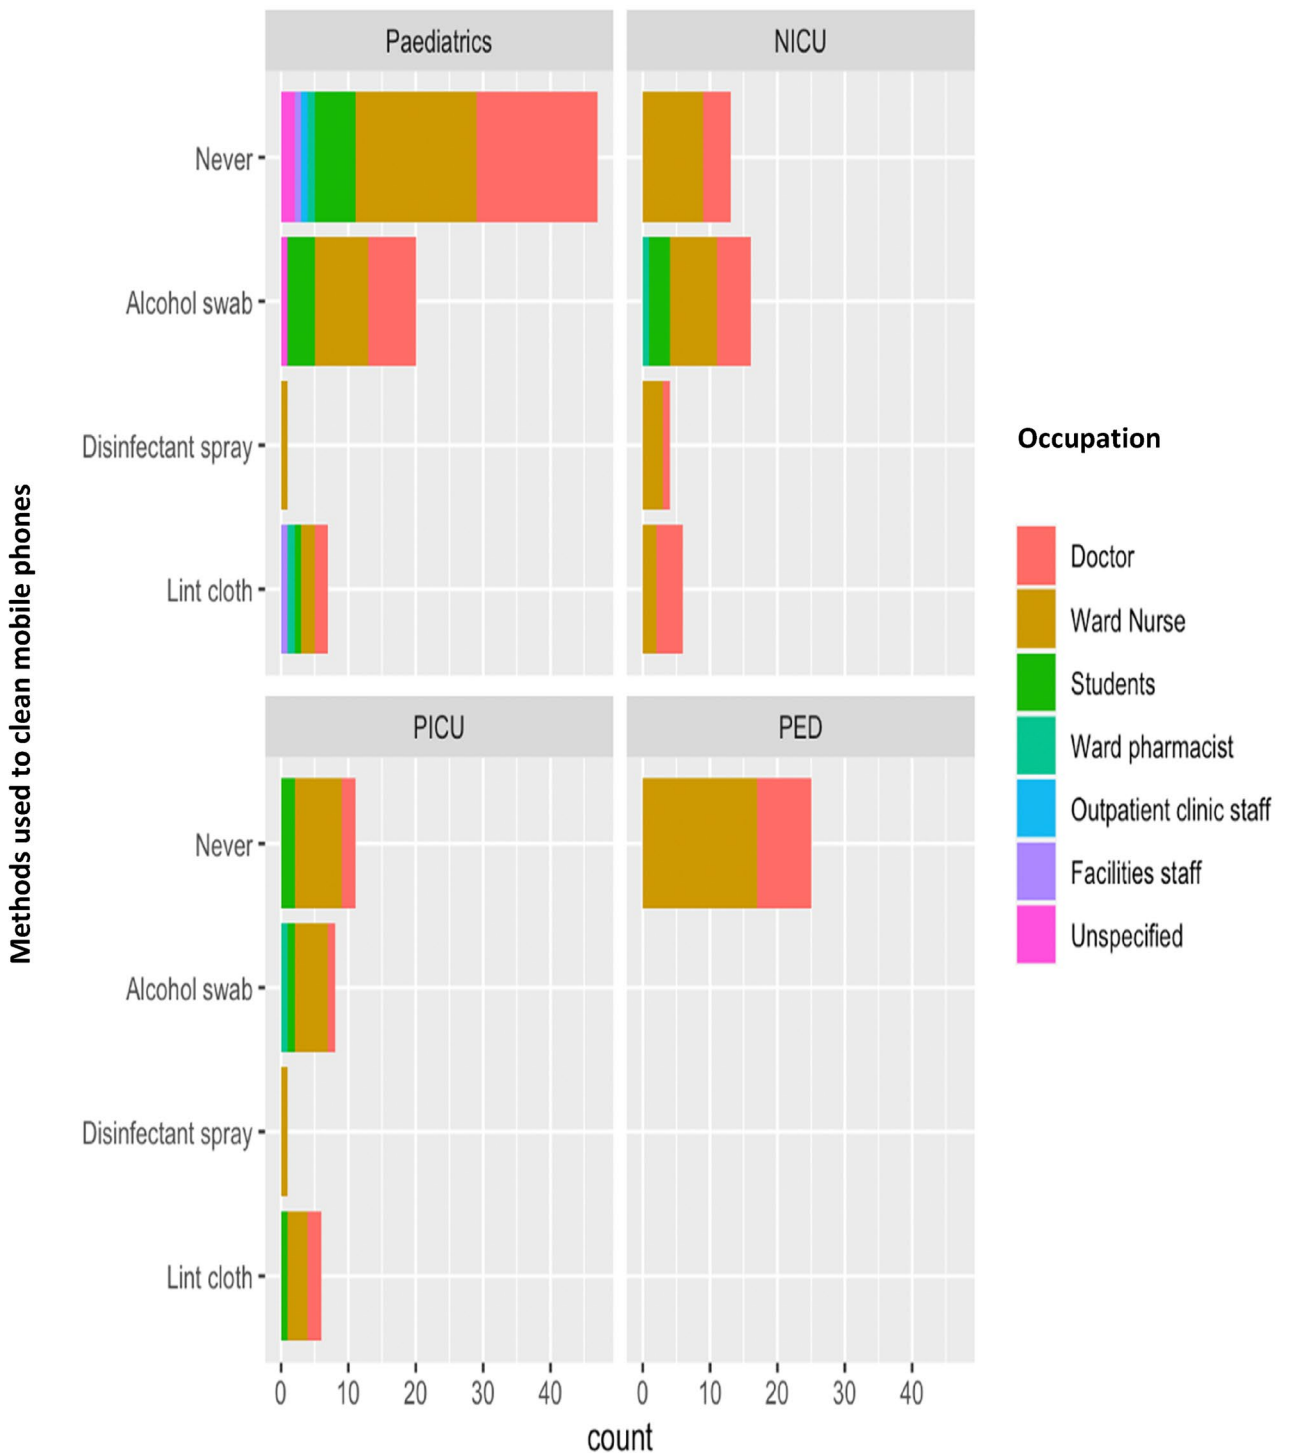 Paediatrics
NICU
Never
Alcohol swab
Disinfectant spray
Lint cloth
PICU
PED
Never
Alcohol swab
Disinfectant spray
Lint cloth
0 10 20 30 40
0 10 20 30 40
count
Methods used to clean mobile phones
Occupation
Doctor
Ward Nurse
Students
Ward pharmacist
Outpatient clinic staff
Facilities staff
Unspecified